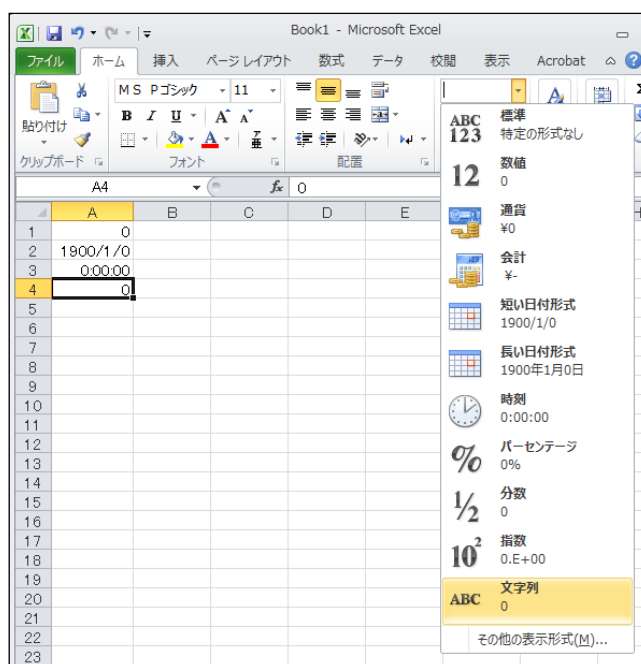 Book1 - Microsoft Excel
ファイル ホーム 挿入 ページ レイアウト 数式 データ 校閲 表示 Acrobat
貼り付け
ＭＳ Ｐゴシック 11
B I U A A
A
クリップボード フォント 配置
A4 fx 0
A B C D E
1 0
2 1900/1/0
3 0:00:00
4 0
5
6
7
8
9
10
11
12
13
14
15
16
17
18
19
20
21
22
23
ABC
123
標準
特定の形式なし
12
数値
0
通貨
¥0
会計
¥-
短い日付形式
1900/1/0
長い日付形式
1900年1月0日
時刻
0:00:00
%
パーセンテージ
0%
1/2
分数
0
10²
指数
0.E+00
ABC
文字列
0
その他の表示形式(M)...